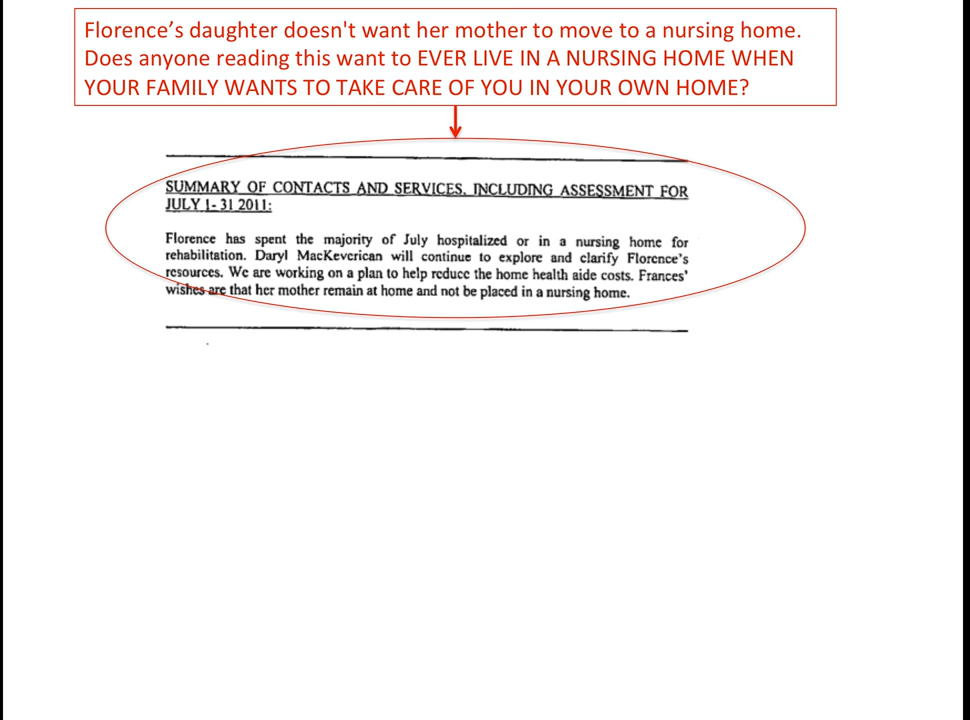 Florence’s daughter doesn't want her mother to move to a nursing home.
Does anyone reading this want to EVER LIVE IN A NURSING HOME WHEN
YOUR FAMILY WANTS TO TAKE CARE OF YOU IN YOUR OWN HOME?
SUMMARY OF CONTACTS AND SERVICES, INCLUDING ASSESSMENT FOR
JULY 1- 31 2011:
Florence has spent the majority of July hospitalized or in a nursing home for
rehabilitation. Daryl MacKeverican will continue to explore and clarify Florence's
resources. We are working on a plan to help reduce the home health aide costs. Frances'
wishes are that her mother remain at home and not be placed in a nursing home.